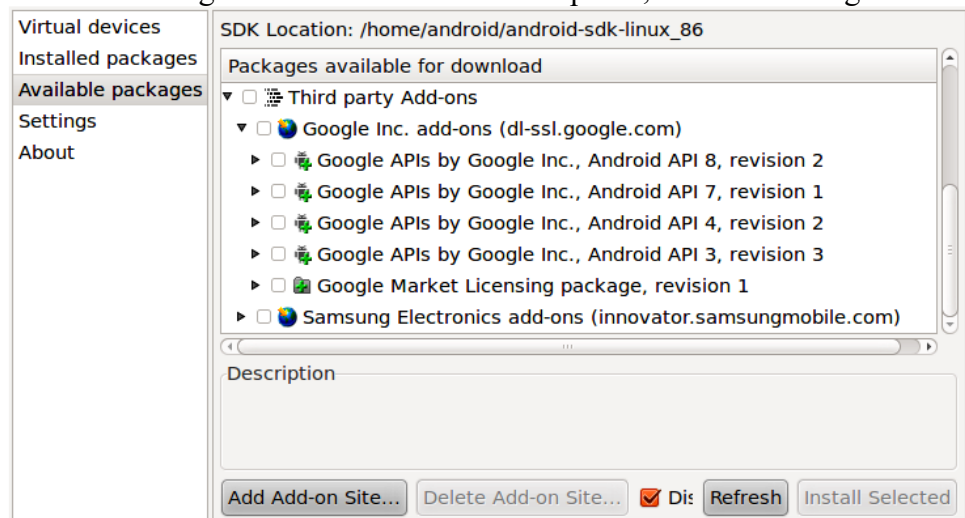 Virtual devices
Installed packages
Available packages
Settings
About
SDK Location: /home/android/android-sdk-linux_86
Packages available for download
Third party Add-ons
Google Inc. add-ons (dl-ssl.google.com)
Google APIs by Google Inc., Android API 8, revision 2
Google APIs by Google Inc., Android API 7, revision 1
Google APIs by Google Inc., Android API 4, revision 2
Google APIs by Google Inc., Android API 3, revision 3
Google Market Licensing package, revision 1
Samsung Electronics add-ons (innovator.samsungmobile.com)
Description
Add Add-on Site... Delete Add-on Site... Dis Refresh Install Selected